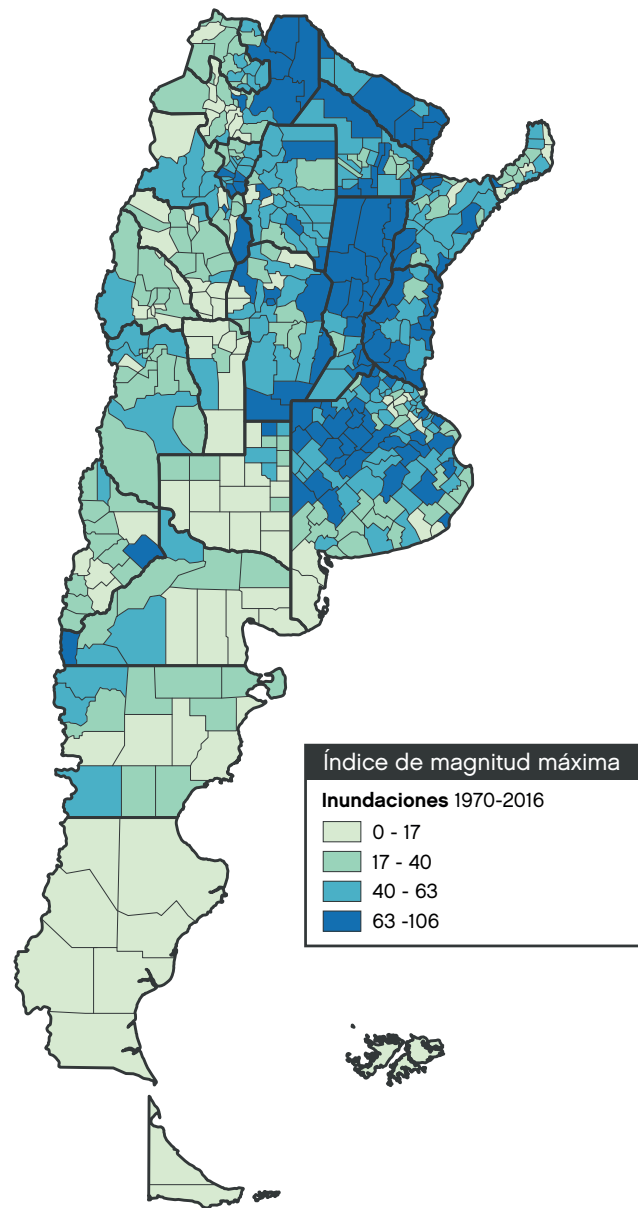 Índice de magnitud máxima
Inundaciones 1970-2016
0 - 17
17 - 40
40 - 63
63 -106